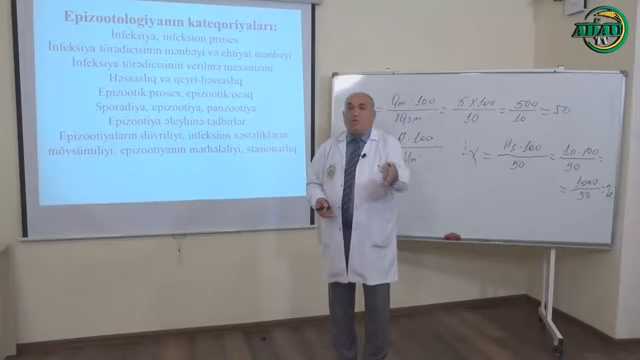 Epizootologiyanın kateqoriyaları:
İnfeksiya, infeksion proses
İnfeksiya törədicisinin mənbəyi və ehtiyat mənbəyi
İnfeksiya törədicisinin verilmə mexanizmi
Həssaslıq və qeyri-həssaslıq
Epizootik proses, epizootik ocaq
Sporadiya, epizootiya, panzootiya
Epizootiya əleyhinə tədbirlər
Epizootiyaların dövriliyi, infeksion xəstəliklərin
mövsümiliyi, epizootiyanın mərhələliyi, stasionarlıq
= 5 × 100 / 10 = 500 / 10 = 50
· 100
X = · 100 / 50 =
= 1000 / 50 =
ADAU
TV